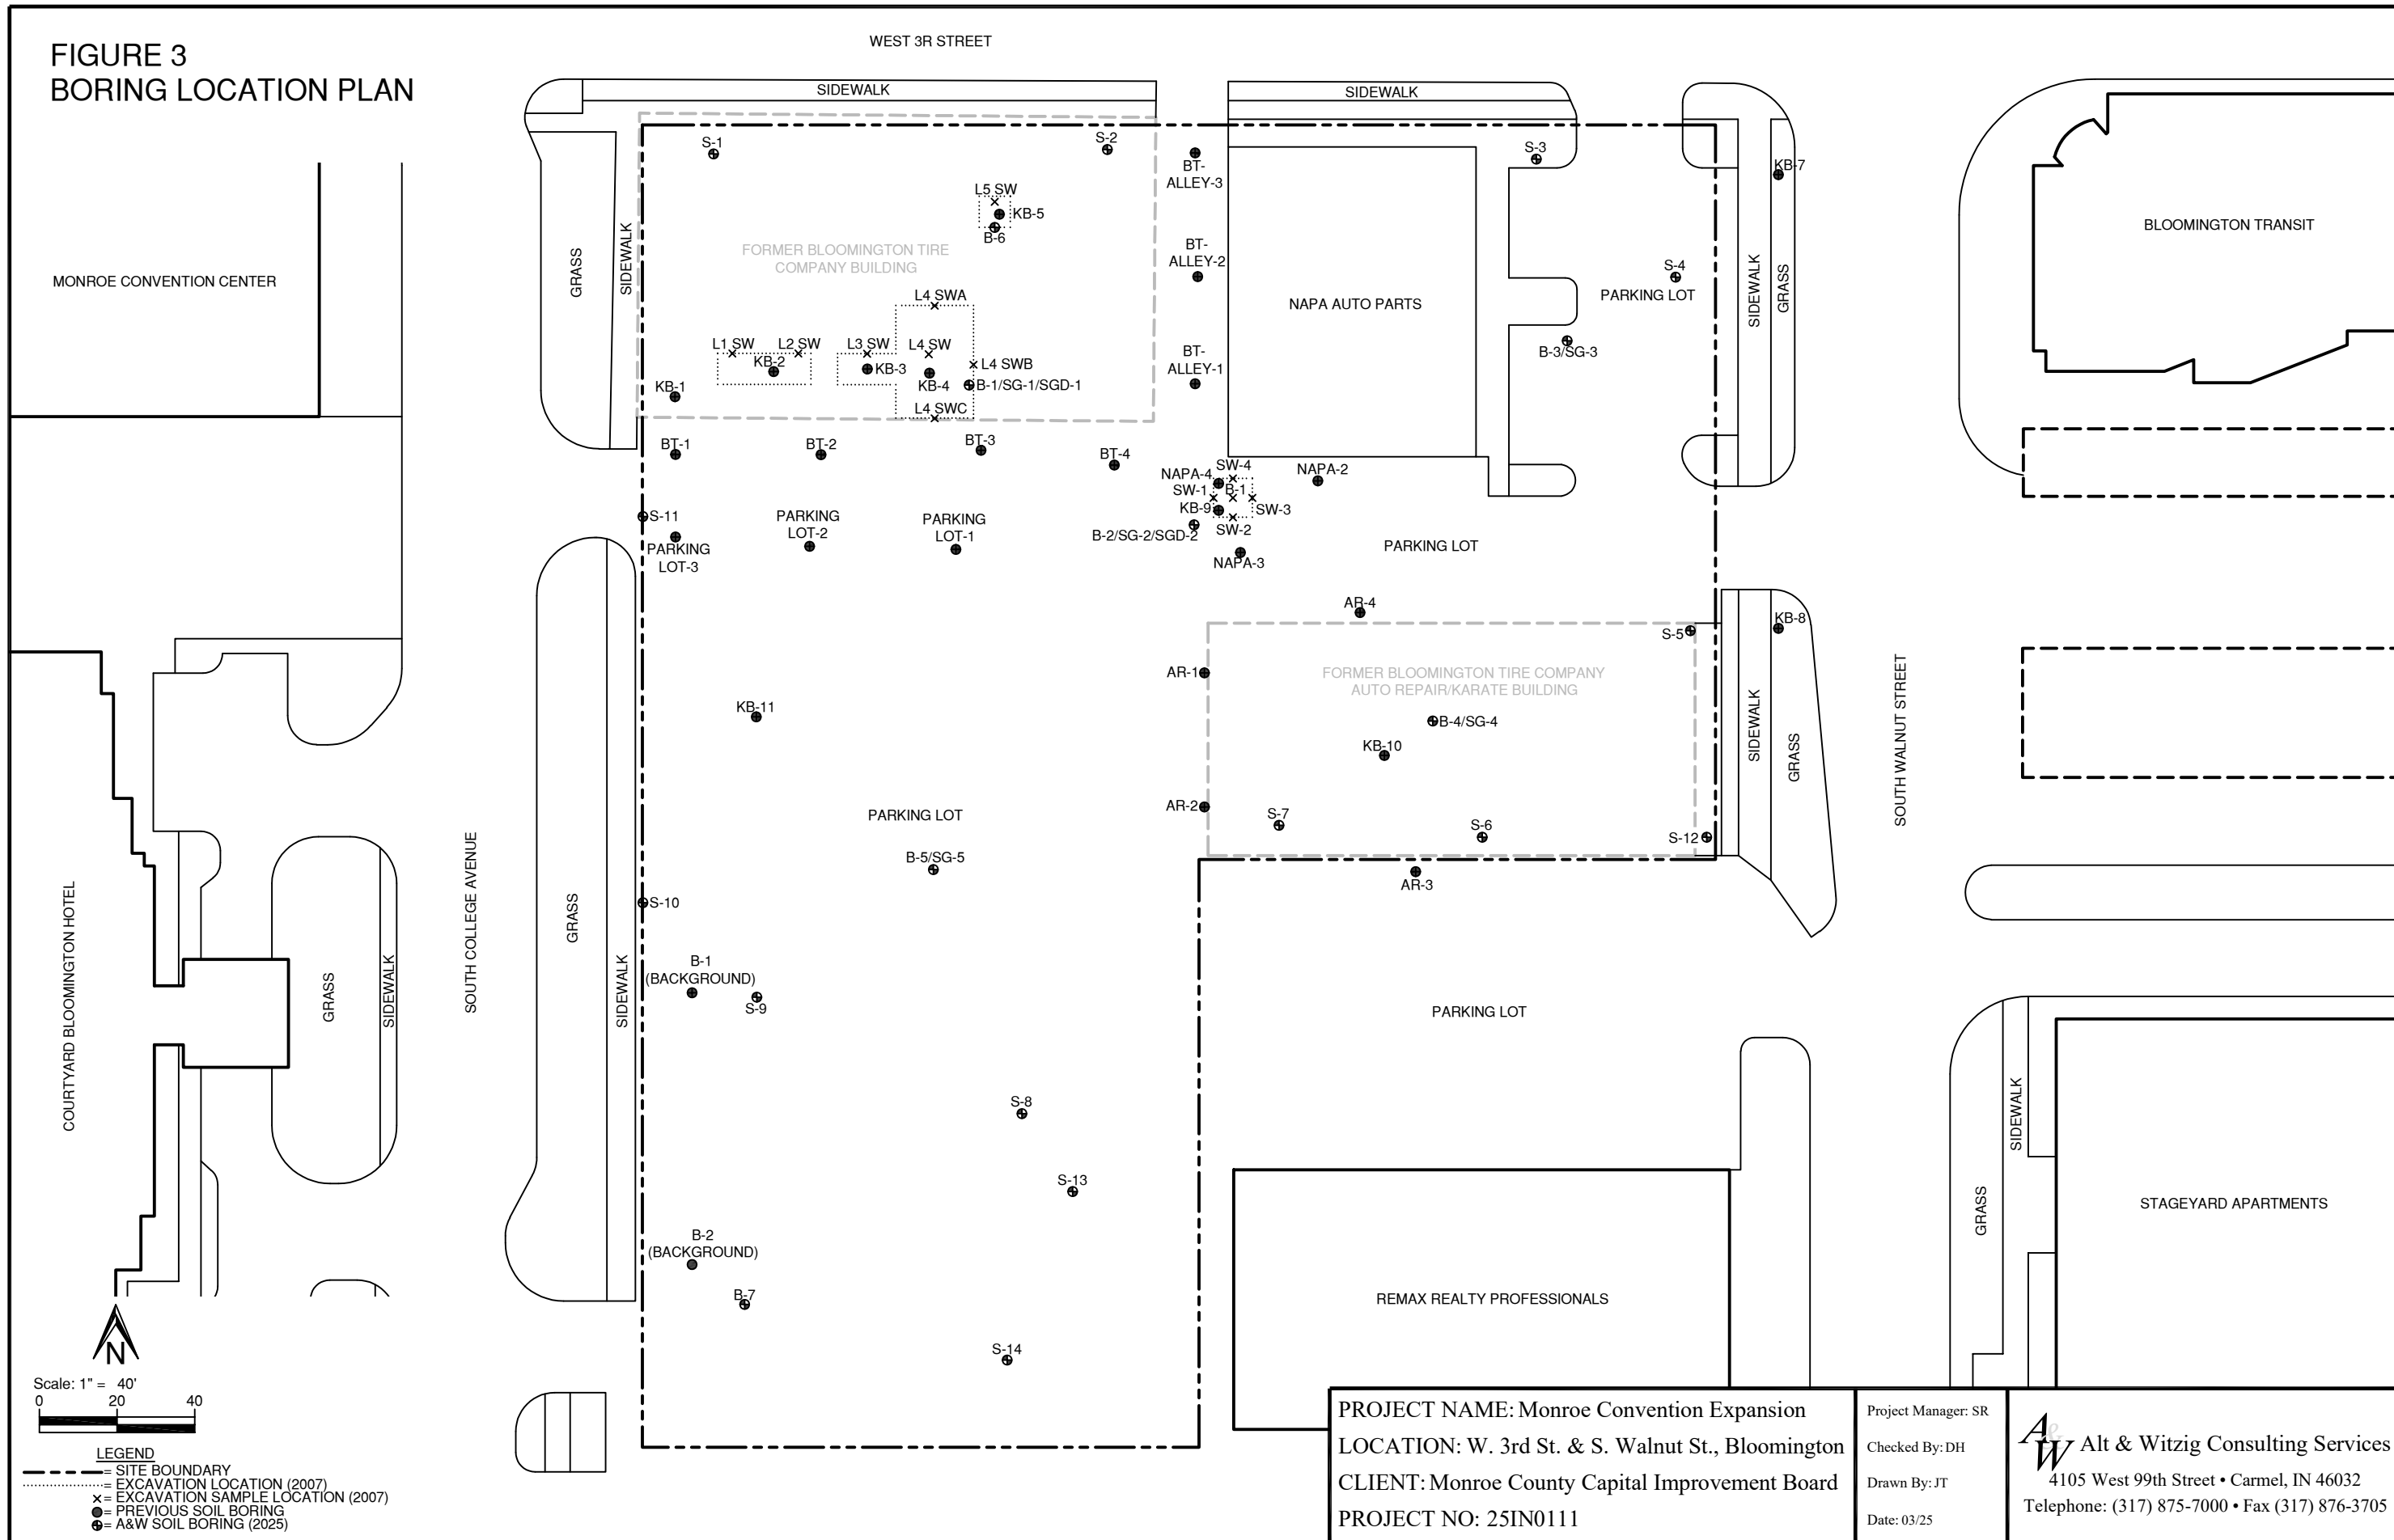 FIGURE 3
BORING LOCATION PLAN
WEST 3R STREET
SIDEWALK
SIDEWALK
S-1
S-2
S-3
BT-
ALLEY-3
KB-7
L5 SW
KB-5
B-6
FORMER BLOOMINGTON TIRE
COMPANY BUILDING
BT-
ALLEY-2
MONROE CONVENTION CENTER
GRASS
SIDEWALK
NAPA AUTO PARTS
S-4
PARKING LOT
SIDEWALK
GRASS
BLOOMINGTON TRANSIT
L4 SWA
L1 SW
L2 SW
L3 SW
L4 SW
KB-2
KB-3
L4 SWB
KB-4
B-1/SG-1/SGD-1
KB-1
L4 SWC
BT-
ALLEY-1
B-3/SG-3
BT-1
BT-2
BT-3
BT-4
NAPA-4
SW-4
NAPA-2
SW-1
B-1
KB-9
SW-3
SW-2
B-2/SG-2/SGD-2
NAPA-3
S-11
PARKING
LOT-3
PARKING
LOT-2
PARKING
LOT-1
PARKING LOT
AR-4
S-5
KB-8
AR-1
FORMER BLOOMINGTON TIRE COMPANY
AUTO REPAIR/KARATE BUILDING
KB-11
B-4/SG-4
KB-10
SIDEWALK
GRASS
SOUTH WALNUT STREET
AR-2
S-7
S-6
S-12
PARKING LOT
B-5/SG-5
AR-3
S-10
COURTYARD BLOOMINGTON HOTEL
GRASS
SIDEWALK
SOUTH COLLEGE AVENUE
GRASS
SIDEWALK
B-1
(BACKGROUND)
S-9
PARKING LOT
S-8
S-13
B-2
(BACKGROUND)
B-7
S-14
REMAX REALTY PROFESSIONALS
GRASS
SIDEWALK
STAGEYARD APARTMENTS
N
Scale: 1" = 40'
0 20 40
LEGEND
= SITE BOUNDARY
= EXCAVATION LOCATION (2007)
= EXCAVATION SAMPLE LOCATION (2007)
= PREVIOUS SOIL BORING
= A&W SOIL BORING (2025)
PROJECT NAME: Monroe Convention Expansion
LOCATION: W. 3rd St. & S. Walnut St., Bloomington
CLIENT: Monroe County Capital Improvement Board
PROJECT NO: 25IN0111
Project Manager: SR
Checked By: DH
Drawn By: JT
Date: 03/25
A&W
Alt & Witzig Consulting Services
4105 West 99th Street • Carmel, IN 46032
Telephone: (317) 875-7000 • Fax (317) 876-3705